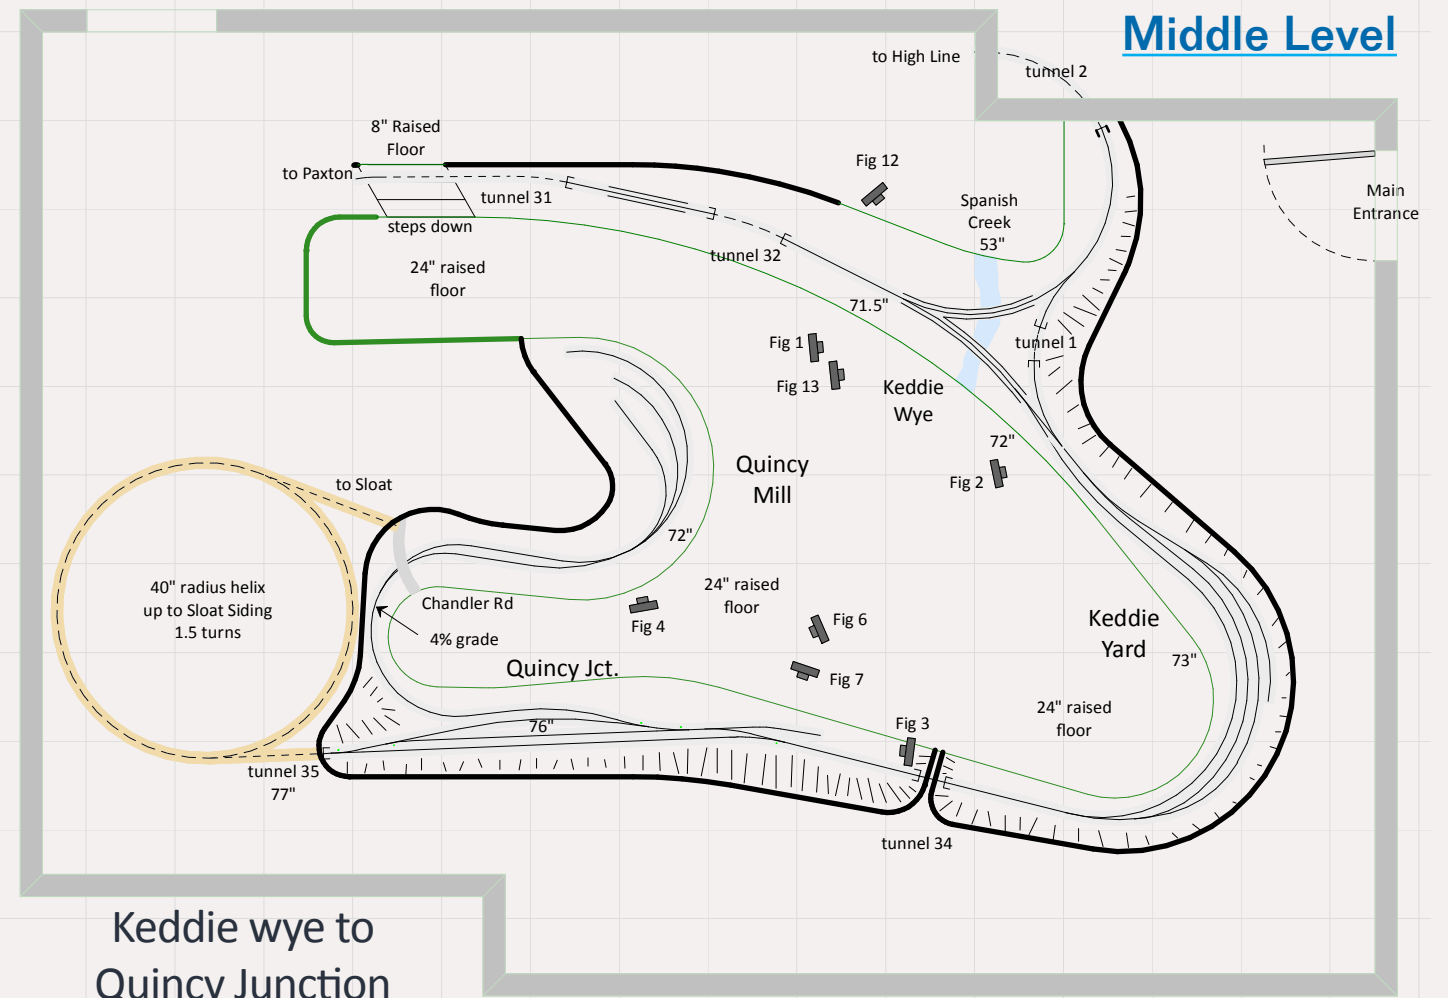 Middle Level
to High Line
tunnel 2
8" Raised
Floor
to Paxton
tunnel 31
steps down
Fig 12
Spanish
Creek
53"
Main
Entrance
24" raised
floor
tunnel 32
71.5"
Fig 1
Fig 13
tunnel 1
Keddie
Wye
72"
Fig 2
Quincy
Mill
to Sloat
72"
40" radius helix
up to Sloat Siding
1.5 turns
Chandler Rd
4% grade
Fig 4
24" raised
floor
Fig 6
Fig 7
Keddie
Yard
73"
Quincy Jct.
76"
Fig 3
24" raised
floor
tunnel 35
77"
tunnel 34
Keddie wye to
Quincy Junction